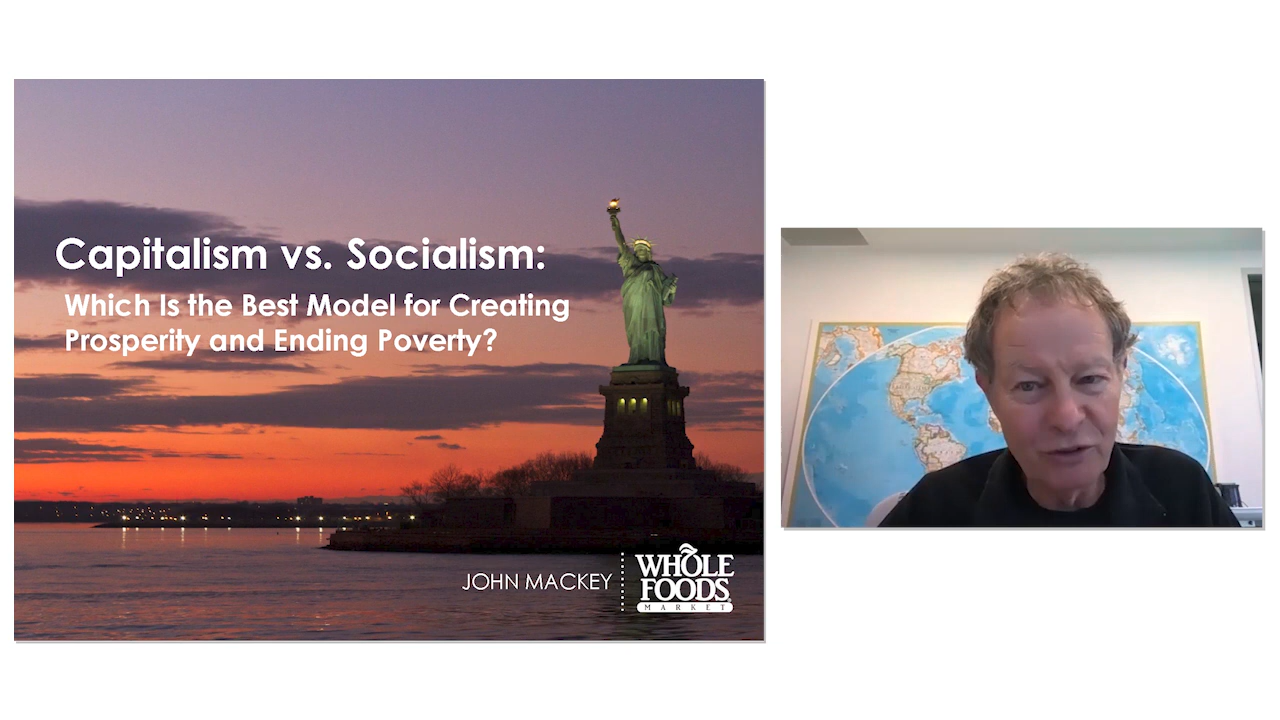 Capitalism vs. Socialism:
Which Is the Best Model for Creating
Prosperity and Ending Poverty?
JOHN MACKEY
WHOLE
FOODS
MARKET